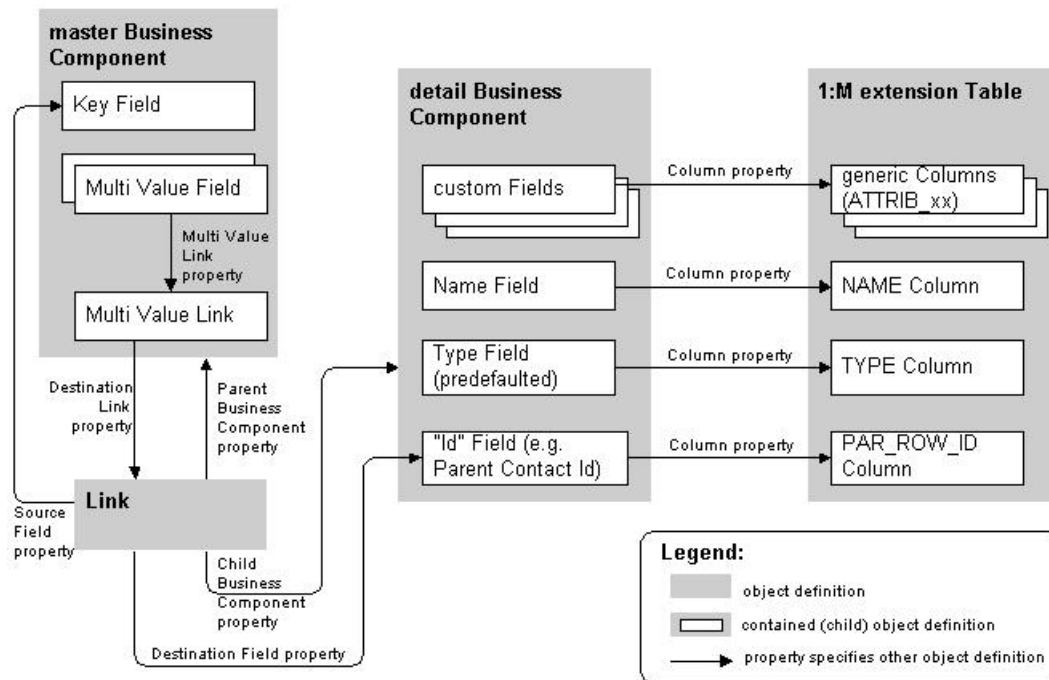 master Business
Component
Key Field
Multi Value Field
Multi Value
Link
property
Multi Value Link
Destination
Link
property
Parent
Business
Component
property
Link
Source
Field
property
Child
Business
Component
property
Destination Field property
detail Business
Component
custom Fields
Name Field
Type Field
(predefaulted)
"Id" Field (e.g.
Parent Contact Id)
Column property
Column property
Column property
Column property
1:M extension Table
generic Columns
(ATTRIB_xx)
NAME Column
TYPE Column
PAR_ROW_ID
Column
Legend:
object definition
contained (child) object definition
property specifies other object definition